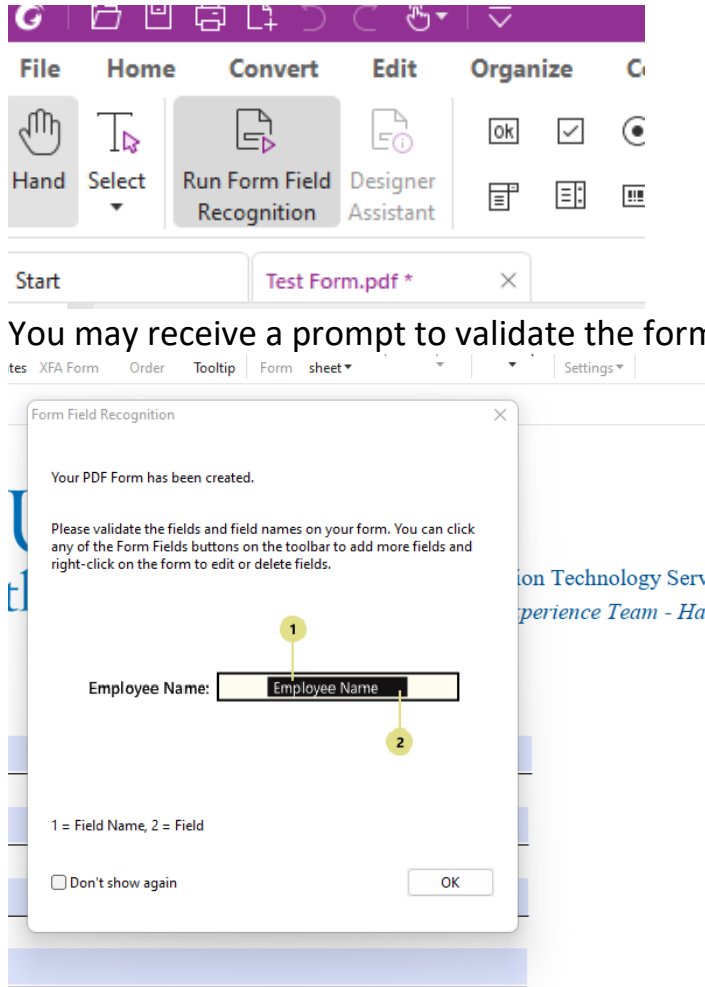 File Home Convert Edit Organize
Hand Select Run Form Field Recognition Designer Assistant
Ok
Start Test Form.pdf *
You may receive a prompt to validate the form
XFA Form Order Tooltip Form sheet Settings
Form Field Recognition
Your PDF Form has been created.
Please validate the fields and field names on your form. You can click
any of the Form Fields buttons on the toolbar to add more fields and
right-click on the form to edit or delete fields.
Technology
Experience Team -
1
Employee Name: Employee Name
2
1 = Field Name, 2 = Field
Don't show again OK